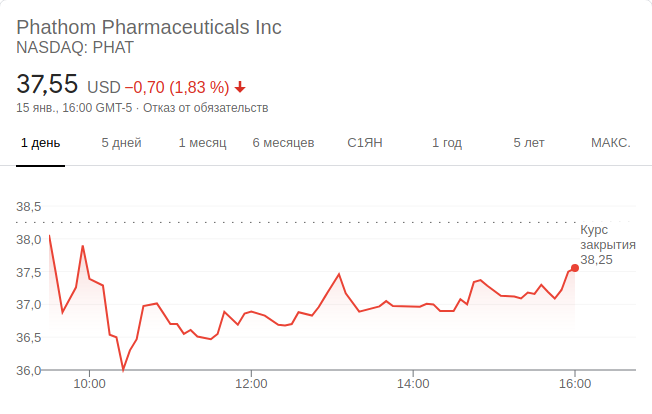 Phathom Pharmaceuticals Inc
NASDAQ: PHAT
37,55 USD −0,70 (1,83 %)
15 янв., 16:00 GMT-5 · Отказ от обязательств
1 день 5 дней 1 месяц 6 месяцев С1ЯН 1 год 5 лет МАКС.
38,5
38,0
37,5
37,0
36,5
36,0
Курс
закрытия
38,25
10:00 12:00 14:00 16:00